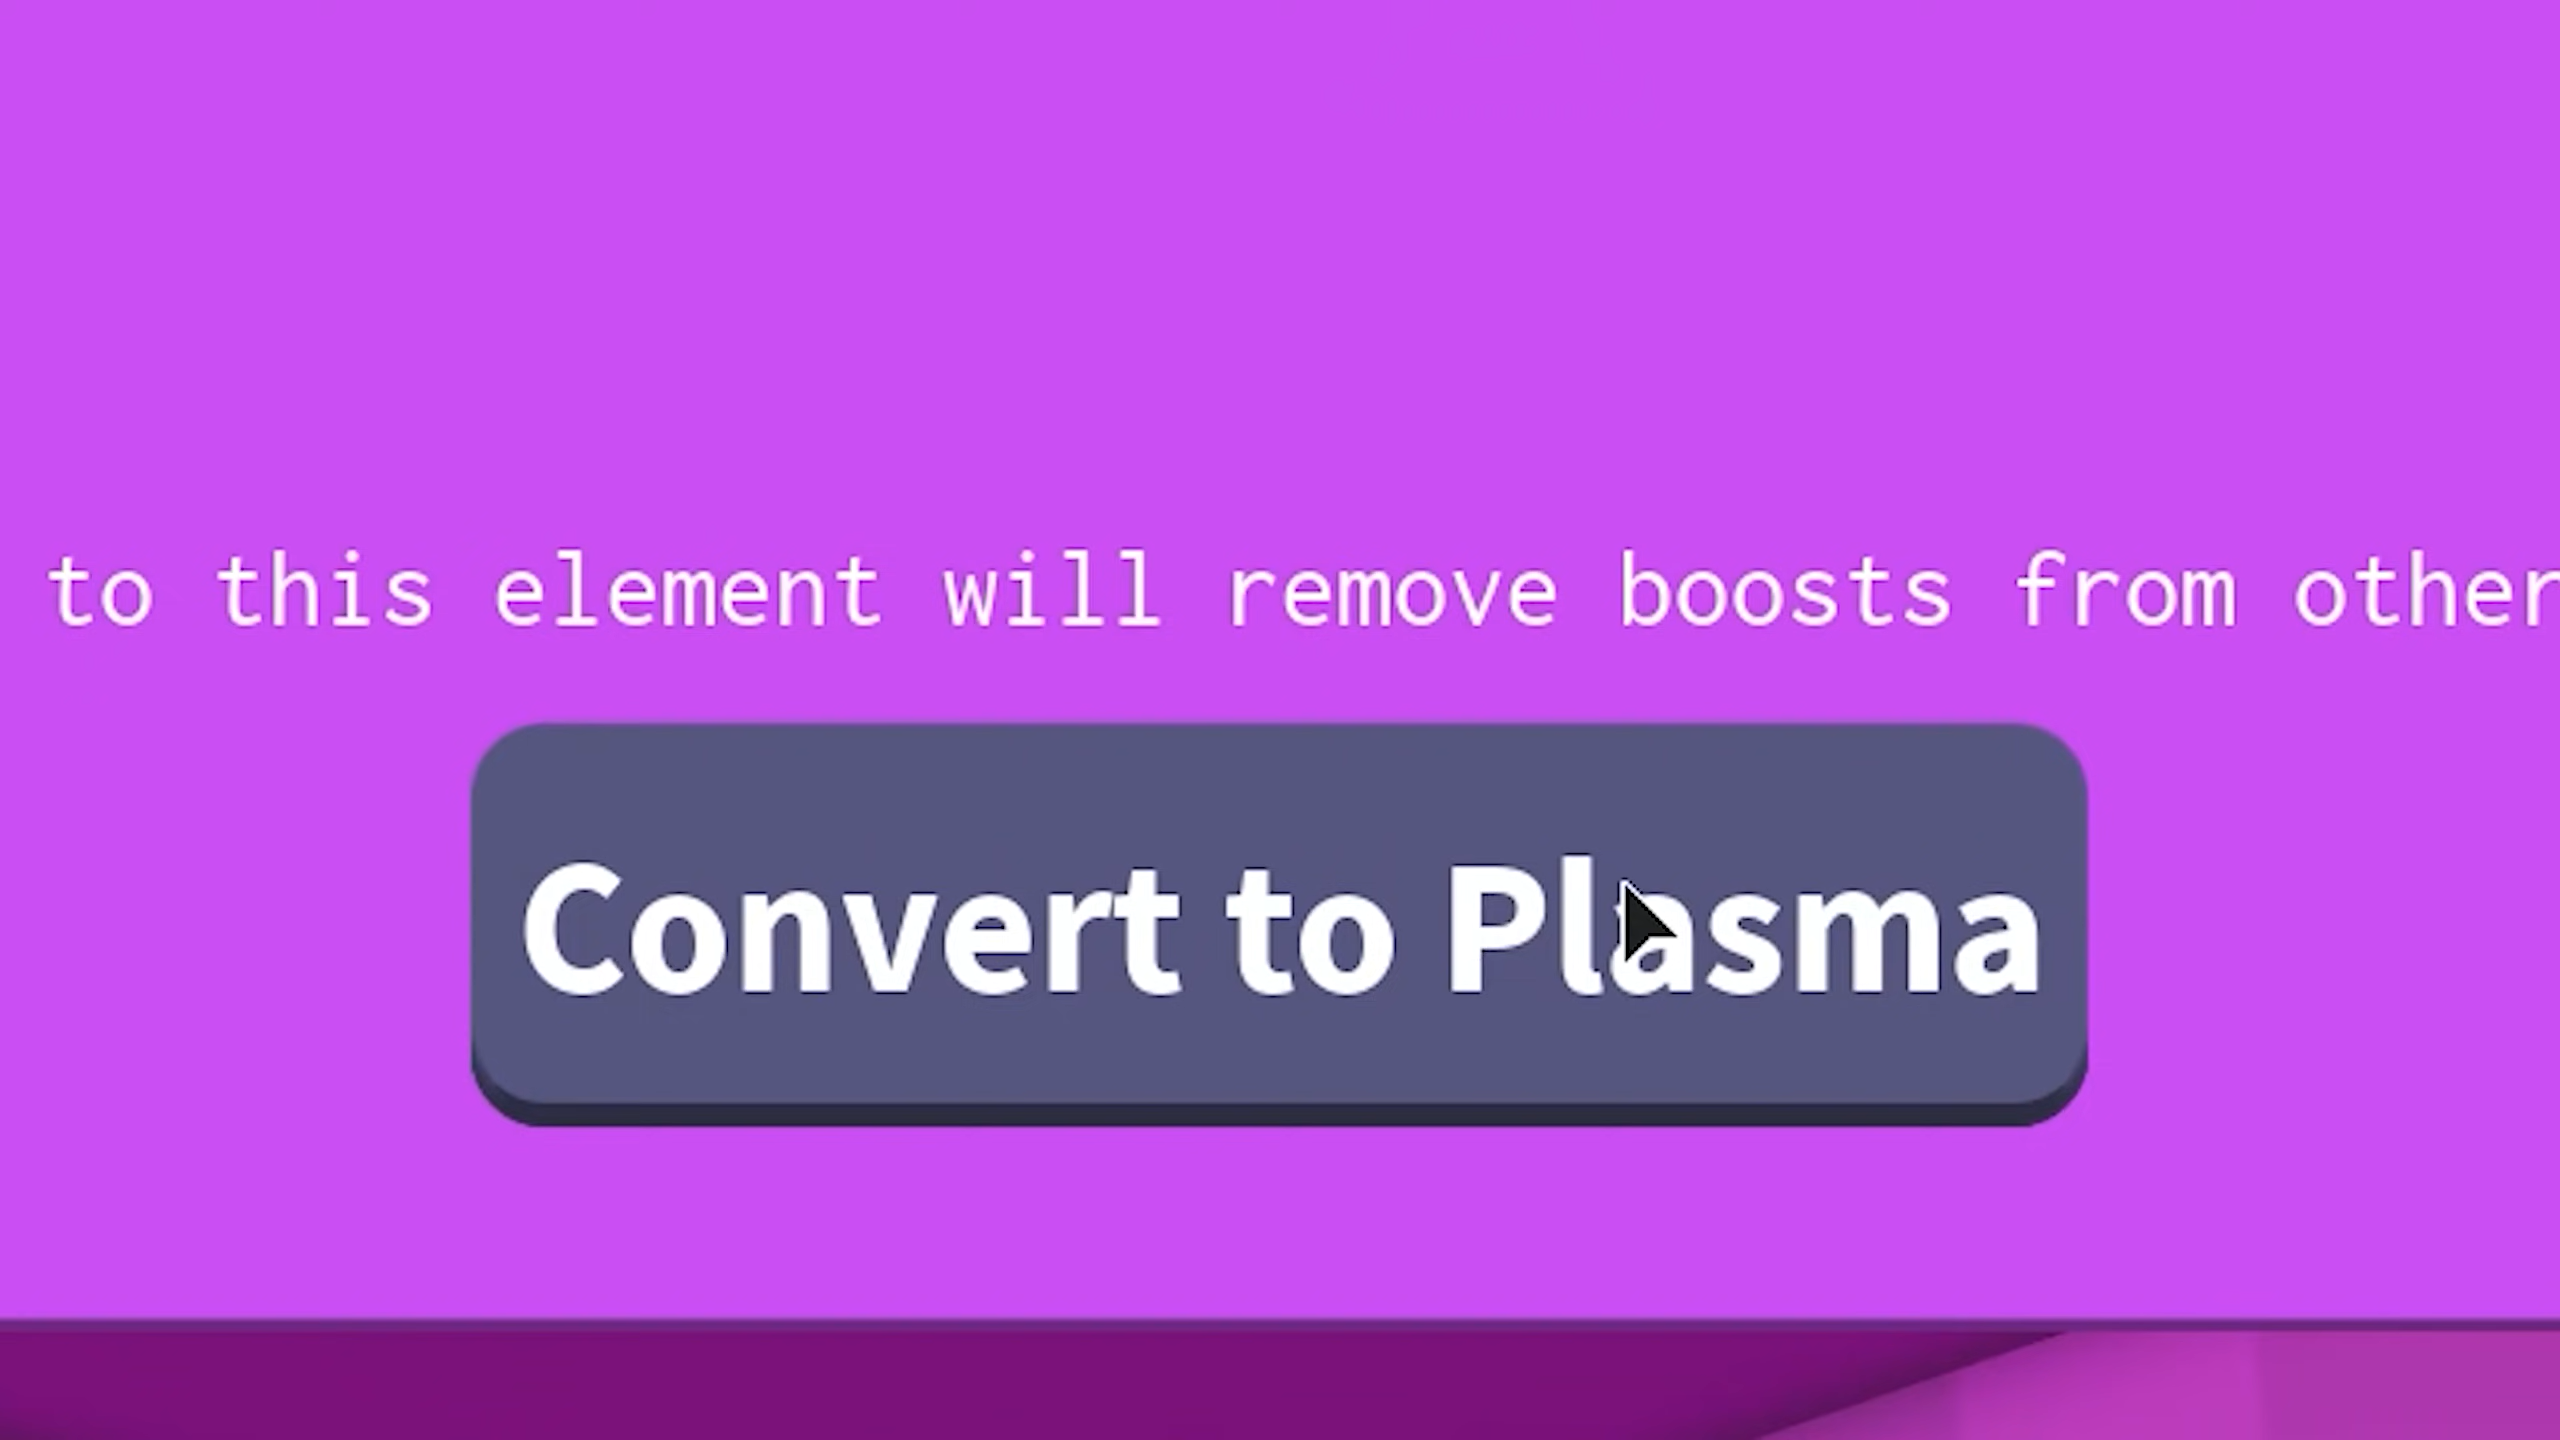 to this element will remove boosts from other
Convert to Plasma